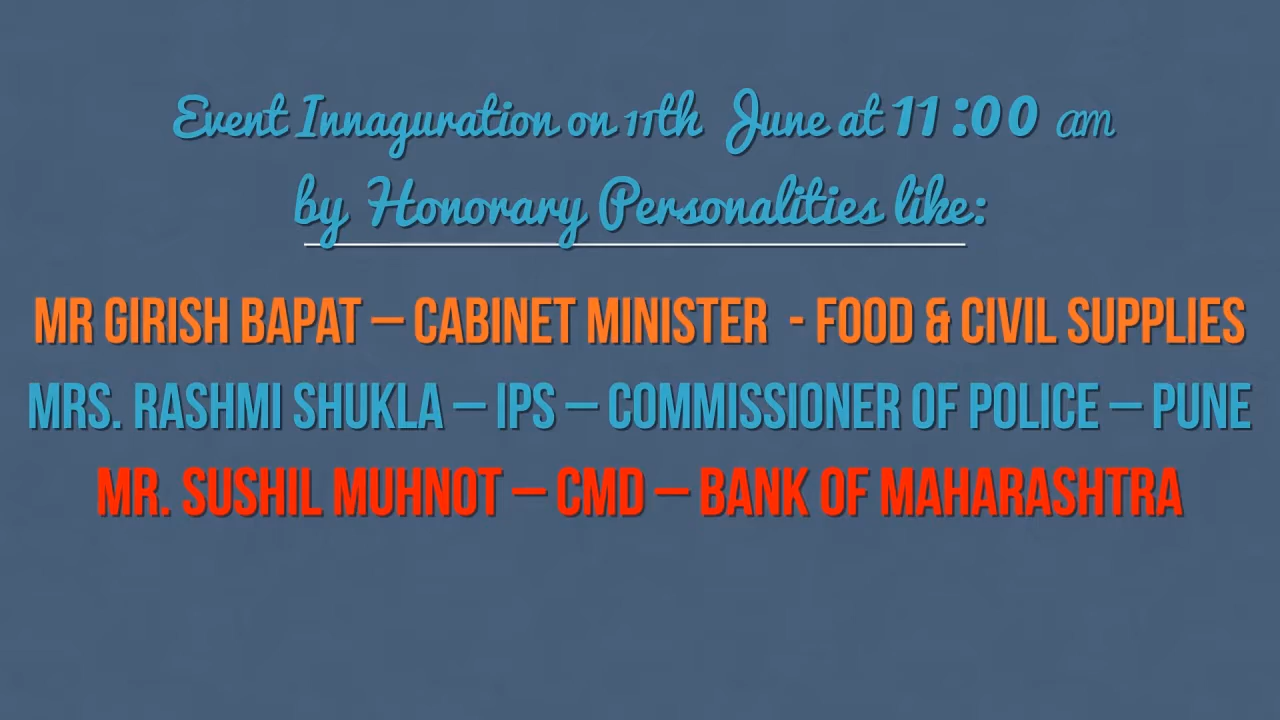 Event Innaguration on 11th June at 11:00 am
by Honorary Personalities like:
MR GIRISH BAPAT – CABINET MINISTER - FOOD & CIVIL SUPPLIES
MRS. RASHMI SHUKLA – IPS – COMMISSIONER OF POLICE – PUNE
MR. SUSHIL MUHNOT – CMD – BANK OF MAHARASHTRA